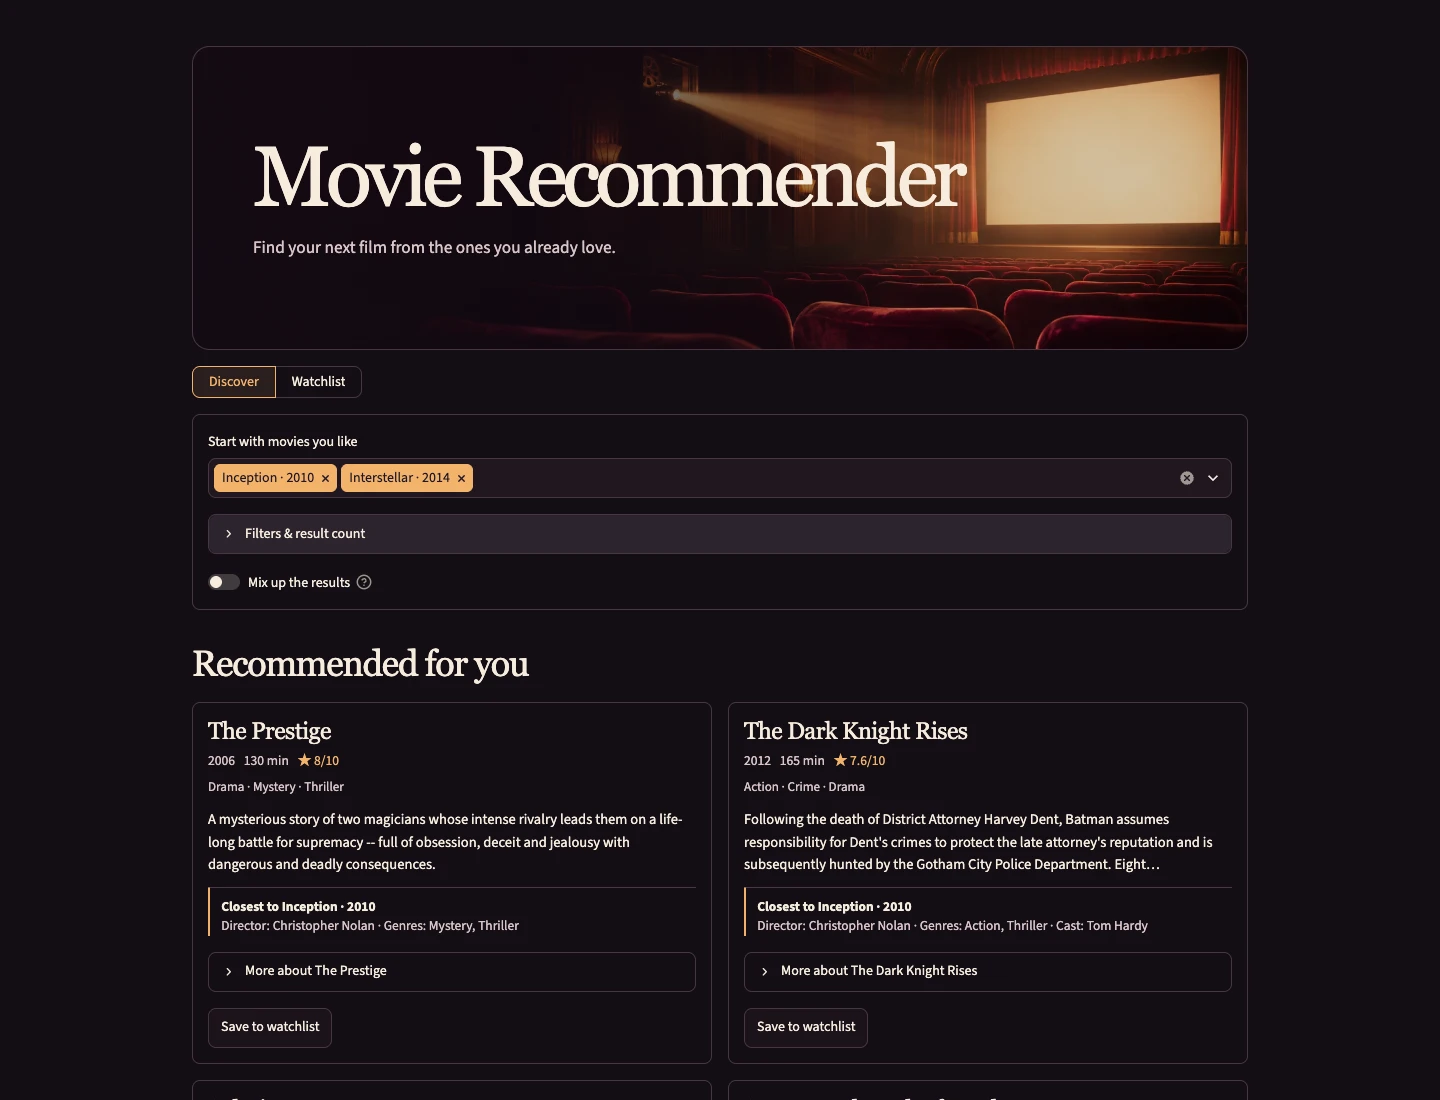 Movie Recommender
Find your next film from the ones you already love.
Discover
Watchlist
Start with movies you like
Inception · 2010 ×
Interstellar · 2014 ×
Filters & result count
Mix up the results
Recommended for you
The Prestige
2006 130 min ★ 8/10
Drama · Mystery · Thriller
A mysterious story of two magicians whose intense rivalry leads them on a life-
long battle for supremacy -- full of obsession, deceit and jealousy with
dangerous and deadly consequences.
Closest to Inception · 2010
Director: Christopher Nolan · Genres: Mystery, Thriller
More about The Prestige
Save to watchlist
The Dark Knight Rises
2012 165 min ★ 7.6/10
Action · Crime · Drama
Following the death of District Attorney Harvey Dent, Batman assumes
responsibility for Dent's crimes to protect the late attorney's reputation and is
subsequently hunted by the Gotham City Police Department. Eight…
Closest to Inception · 2010
Director: Christopher Nolan · Genres: Action, Thriller · Cast: Tom Hardy
More about The Dark Knight Rises
Save to watchlist